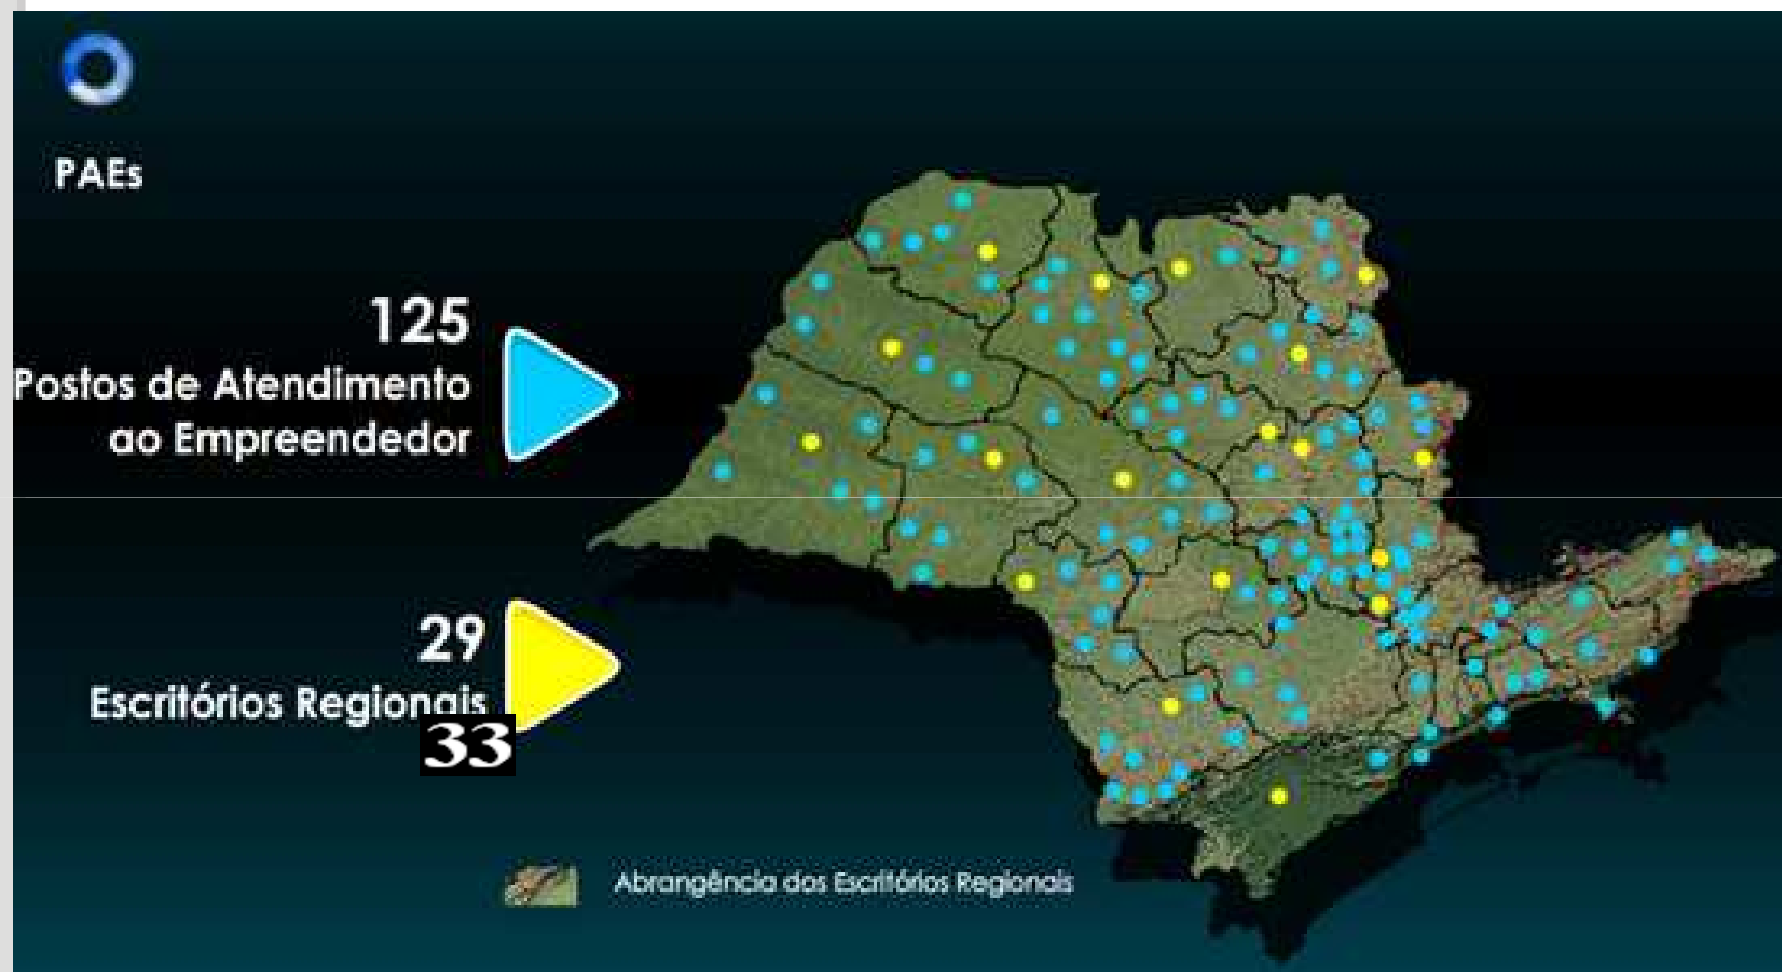 PAEs
125
Postos de Atendimento
ao Empreendedor
29
Escritórios Regionais
33
Abrangência dos Escritórios Regionais